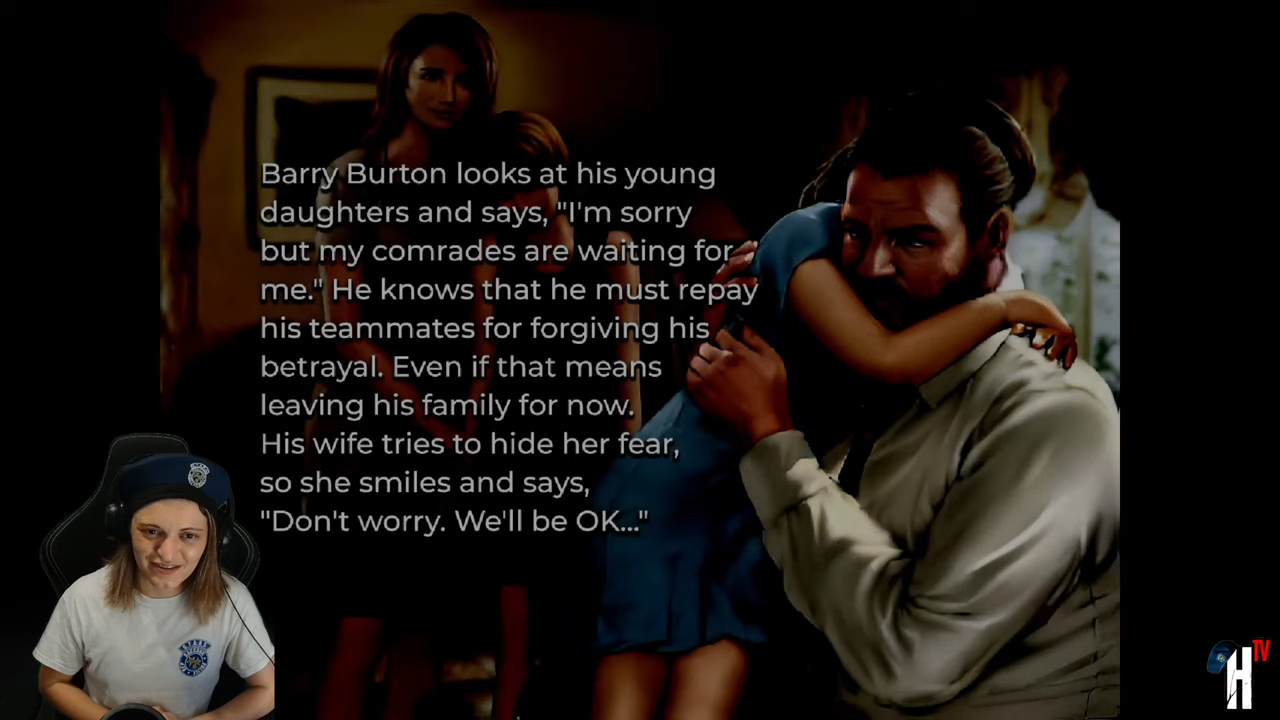 Barry Burton looks at his young
daughters and says, "I'm sorry
but my comrades are waiting for
me." He knows that he must repay
his teammates for forgiving his
betrayal. Even if that means
leaving his family for now.
His wife tries to hide her fear,
so she smiles and says,
"Don't worry. We'll be OK..."
H TV